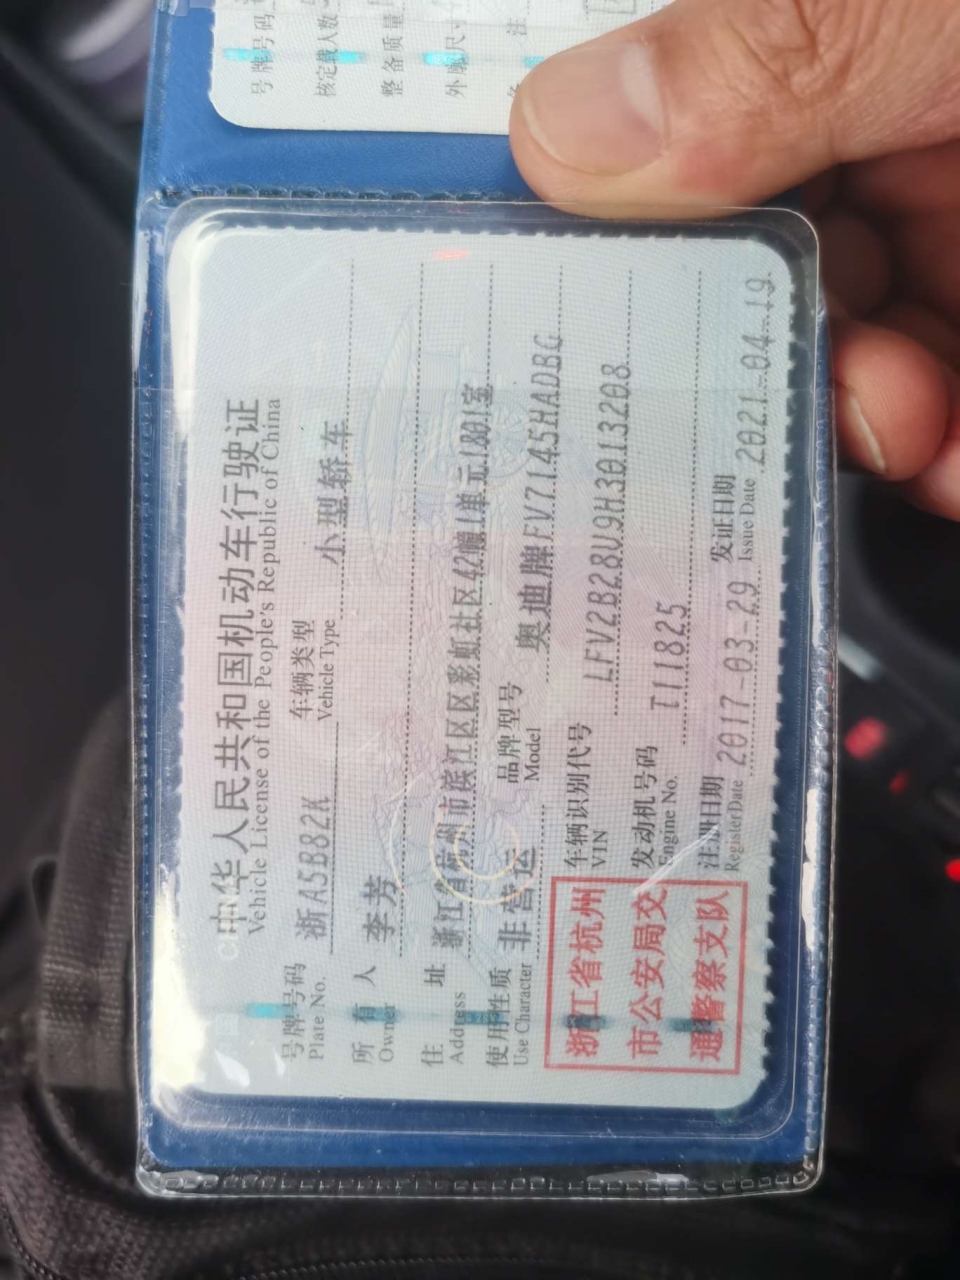 号牌号码
核定载人数
整备质量
外廓尺寸
注
中华人民共和国机动车行驶证
Vehicle License of the People's Republic of China
号牌号码 浙A5B82K 车辆类型 小型轿车
Plate No. Vehicle Type
所有人 李芳
Owner
住址 浙江省杭州市滨江区区彩虹社区42幢1单元1801室
Address
使用性质 非营运 品牌型号 奥迪牌FV7145HADBG
Use Character Model
浙江省杭州
市公安局交
通警察支队
车辆识别代号 LFV2B28U9H3013208
VIN
发动机号码 T11825
Engine No.
注册日期 2017-03-29 发证日期 2021-04-19
Register Date Issue Date